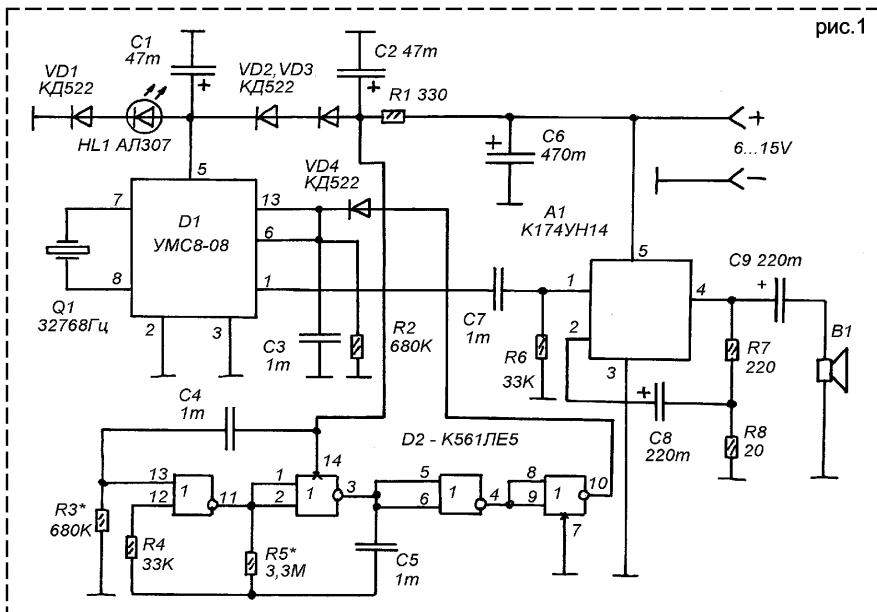 рис.1
C1
47m
C2 47m
VD1
КД522
VD2,VD3
КД522
R1 330
+
HL1 АЛ307
C6
470m
6...15V
−
5
VD4
КД522
7
13
D1
УМС8-08
6
8
1
2
3
Q1
32768Гц
A1
К174УН14
5
C9 220m
+
1
4
2
3
C7
1m
R6
33K
R7
220
B1
C3
1m
R2
680K
+
C8
220m
R8
20
C4
1m
D2 - К561ЛЕ5
14
13
12
1
11
1
2
1
3
5
6
1
4
8
9
1
10
7
R3*
680K
R4
33K
R5*
3,3M
C5
1m